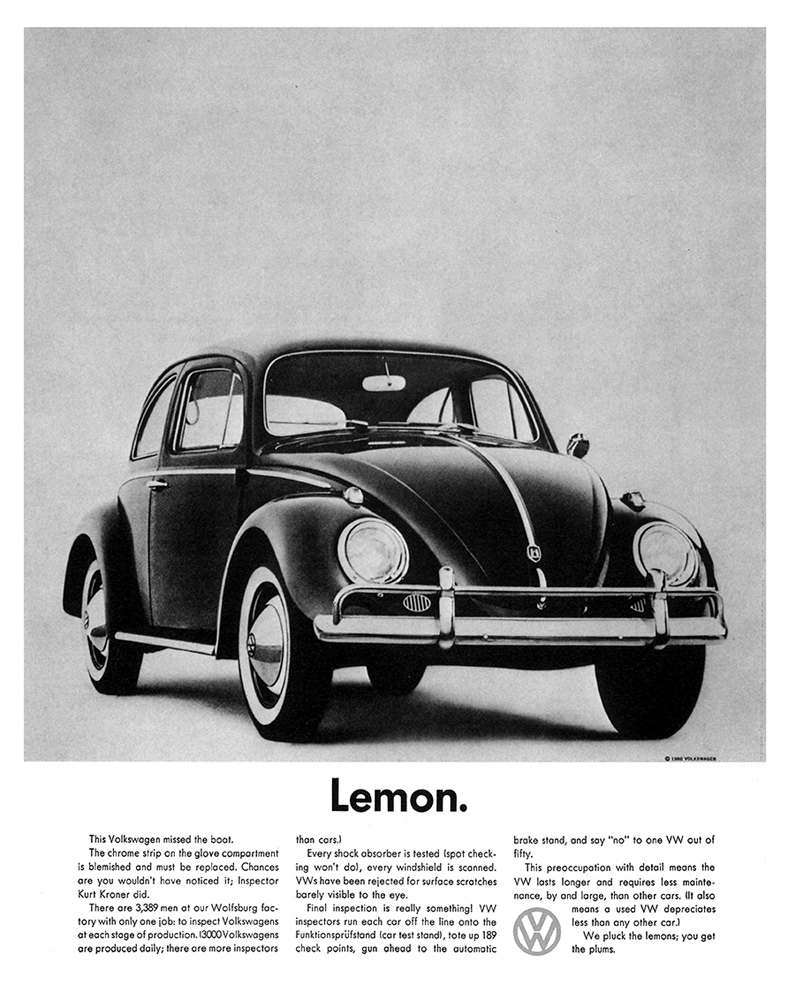 © 1960 VOLKSWAGEN
Lemon.
This Volkswagen missed the boat.
The chrome strip on the glove compartment
is blemished and must be replaced. Chances
are you wouldn't have noticed it; Inspector
Kurt Kroner did.
There are 3,389 men at our Wolfsburg fac-
tory with only one job: to inspect Volkswagens
at each stage of production. (3000 Volkswagens
are produced daily; there are more inspectors
than cars.)
Every shock absorber is tested (spot check-
ing won't do), every windshield is scanned.
VWs have been rejected for surface scratches
barely visible to the eye.
Final inspection is really something! VW
inspectors run each car off the line onto the
Funktionsprüfstand (car test stand), tote up 189
check points, gun ahead to the automatic
brake stand, and say "no" to one VW out of
fifty.
This preoccupation with detail means the
VW lasts longer and requires less mainte-
nance, by and large, than other cars. (It also
means a used VW depreciates
less than any other car.)
We pluck the lemons; you get
the plums.
VW